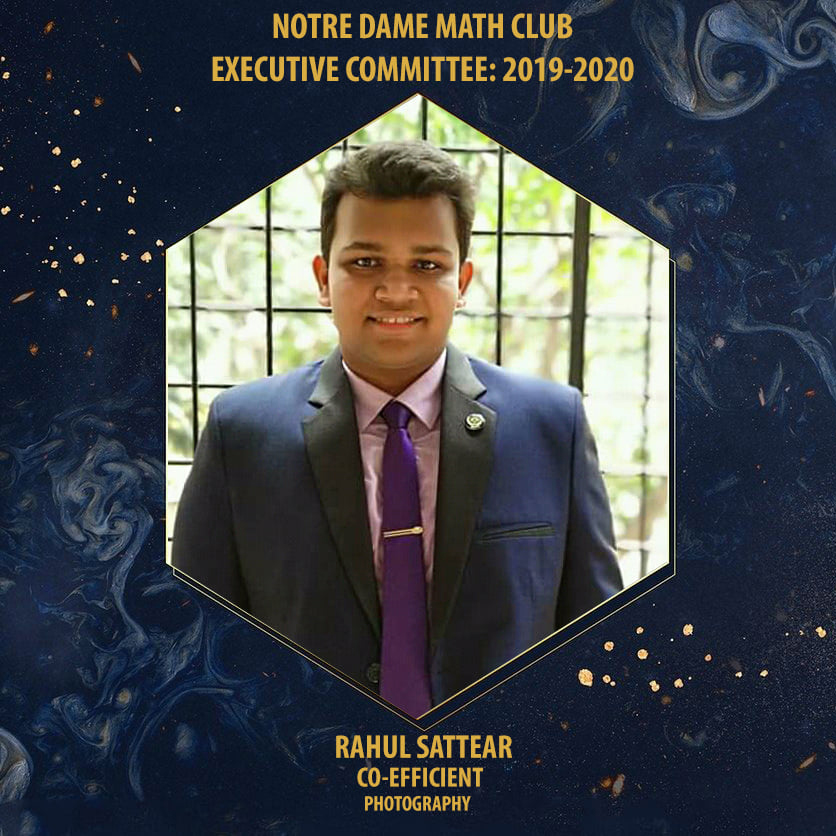 NOTRE DAME MATH CLUB
EXECUTIVE COMMITTEE: 2019-2020
RAHUL SATTEAR
CO-EFFICIENT
PHOTOGRAPHY